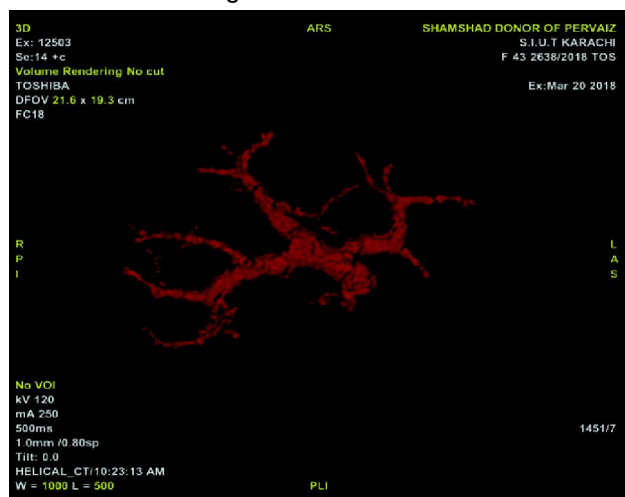 3D
Ex: 12503
Se:14 +c
Volume Rendering No cut
TOSHIBA
DFOV 21.6 x 19.3 cm
FC18
ARS
SHAMSHAD DONOR OF PERVAIZ
S.I.U.T KARACHI
F 43 2638/2018 TOS
Ex:Mar 20 2018
R
P
I
L
A
S
No VOI
kV 120
mA 250
500ms
1.0mm /0.80sp
Tilt: 0.0
HELICAL_CT/10:23:13 AM
W = 1000 L = 500
1451/7
PLI